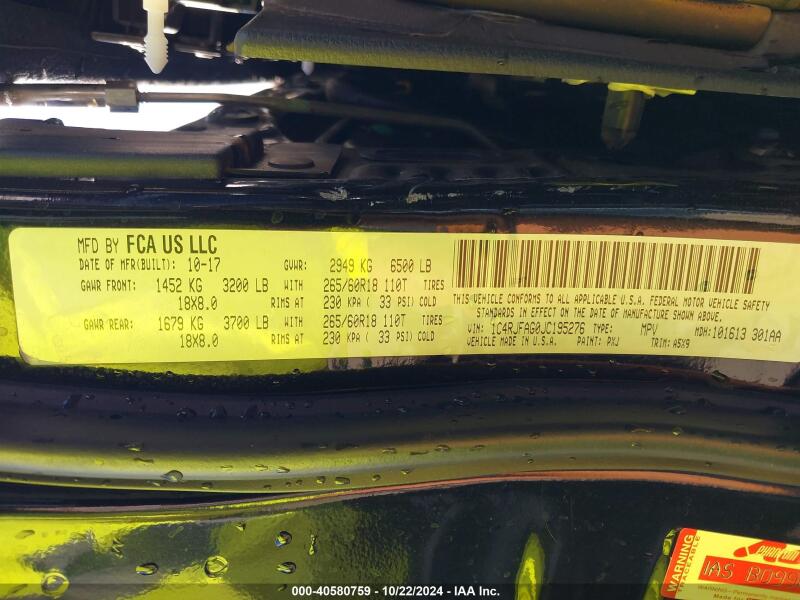 MFD BY FCA US LLC
DATE OF MFR(BUILT): 10-17 GVWR: 2949 KG 6500 LB
GAWR FRONT: 1452 KG 3200 LB WITH 265/60R18 110T TIRES
18X8.0 RIMS AT 230 KPA ( 33 PSI) COLD
GAWR REAR: 1679 KG 3700 LB WITH 265/60R18 110T TIRES
18X8.0 RIMS AT 230 KPA ( 33 PSI) COLD
THIS VEHICLE CONFORMS TO ALL APPLICABLE U.S.A. FEDERAL MOTOR VEHICLE SAFETY
STANDARDS IN EFFECT ON THE DATE OF MANUFACTURE SHOWN ABOVE.
VIN: 1C4RJFAG0JC195276 TYPE: MPV MDH:101613 301AA
VEHICLE MADE IN U.S.A. PAINT: PXJ TRIM: A5X9
WARNING
TRACEABLE
IAS
000-40580759 - 10/22/2024 - IAA Inc.